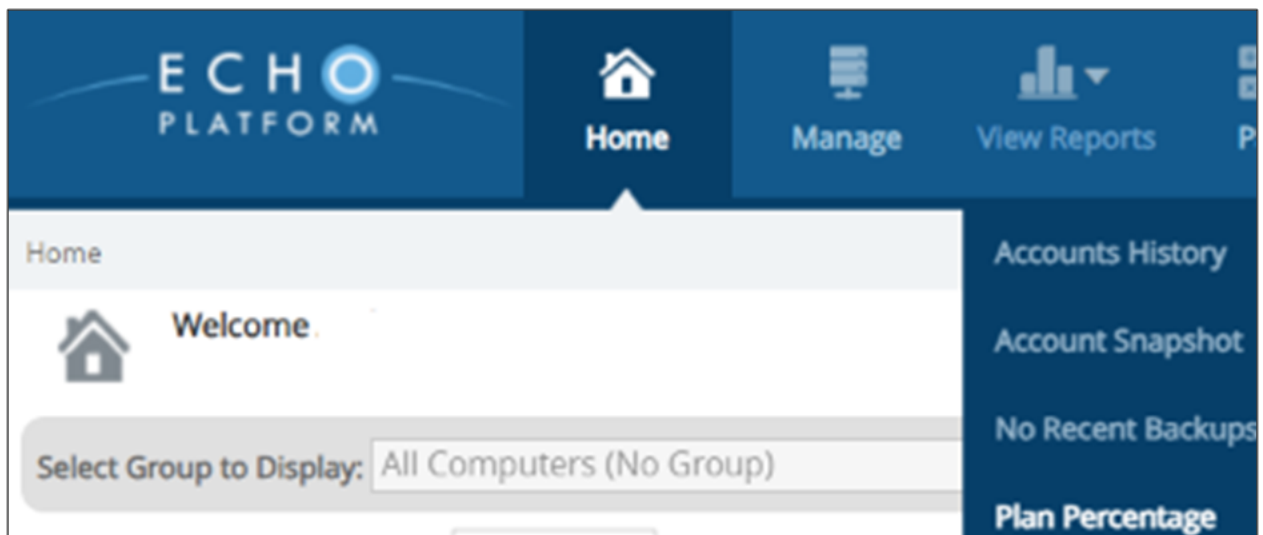 ECHO
PLATFORM
Home
Manage
View Reports
P
Home
Welcome
Select Group to Display:
All Computers (No Group)
Accounts History
Account Snapshot
No Recent Backups
Plan Percentage